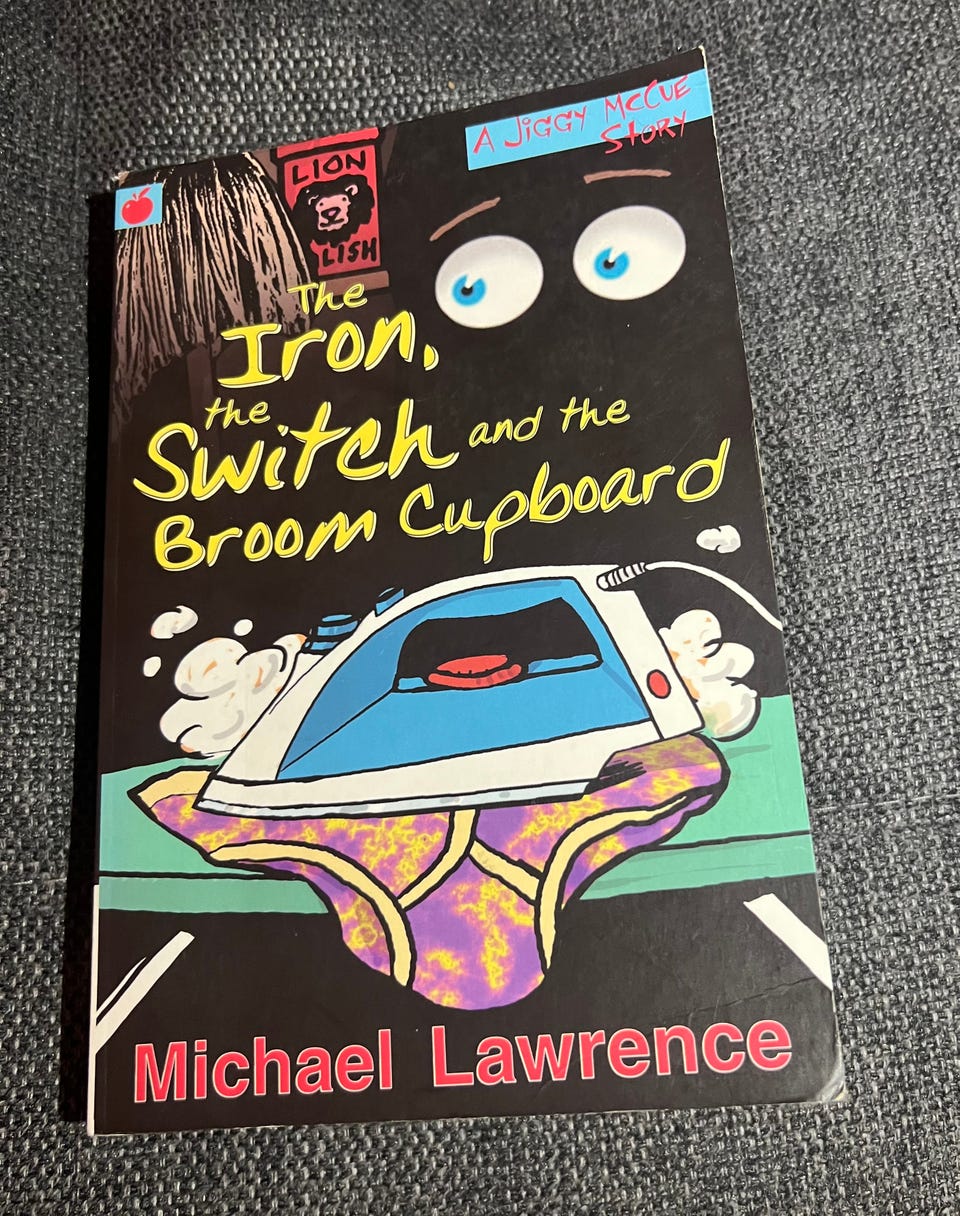 A JiGGY McCUE
StoRY
LION
LISH
The
Iron,
the
Switch and the
Broom Cupboard
Michael Lawrence